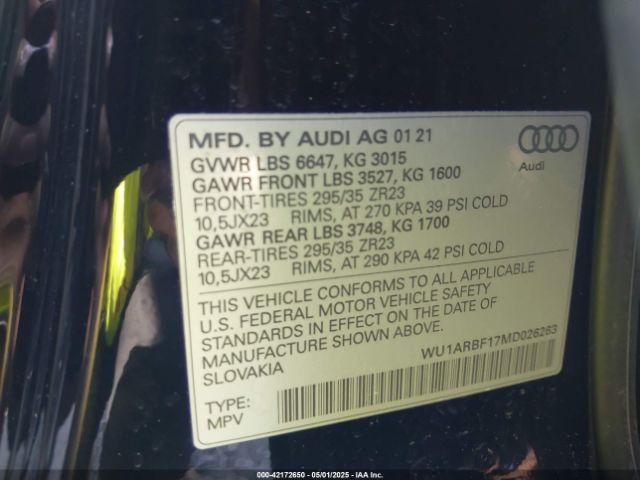 MFD. BY AUDI AG 01 21
GVWR LBS 6647, KG 3015
GAWR FRONT LBS 3527, KG 1600
FRONT-TIRES 295/35 ZR23
10,5JX23 RIMS, AT 270 KPA 39 PSI COLD
GAWR REAR LBS 3748, KG 1700
REAR-TIRES 295/35 ZR23
10,5JX23 RIMS, AT 290 KPA 42 PSI COLD
Audi
THIS VEHICLE CONFORMS TO ALL APPLICABLE
U.S. FEDERAL MOTOR VEHICLE SAFETY
STANDARDS IN EFFECT ON THE DATE OF
MANUFACTURE SHOWN ABOVE.
SLOVAKIA
WU1ARBF17MD026263
TYPE:
MPV
000-42172650 - 05/01/2025 - IAA Inc.